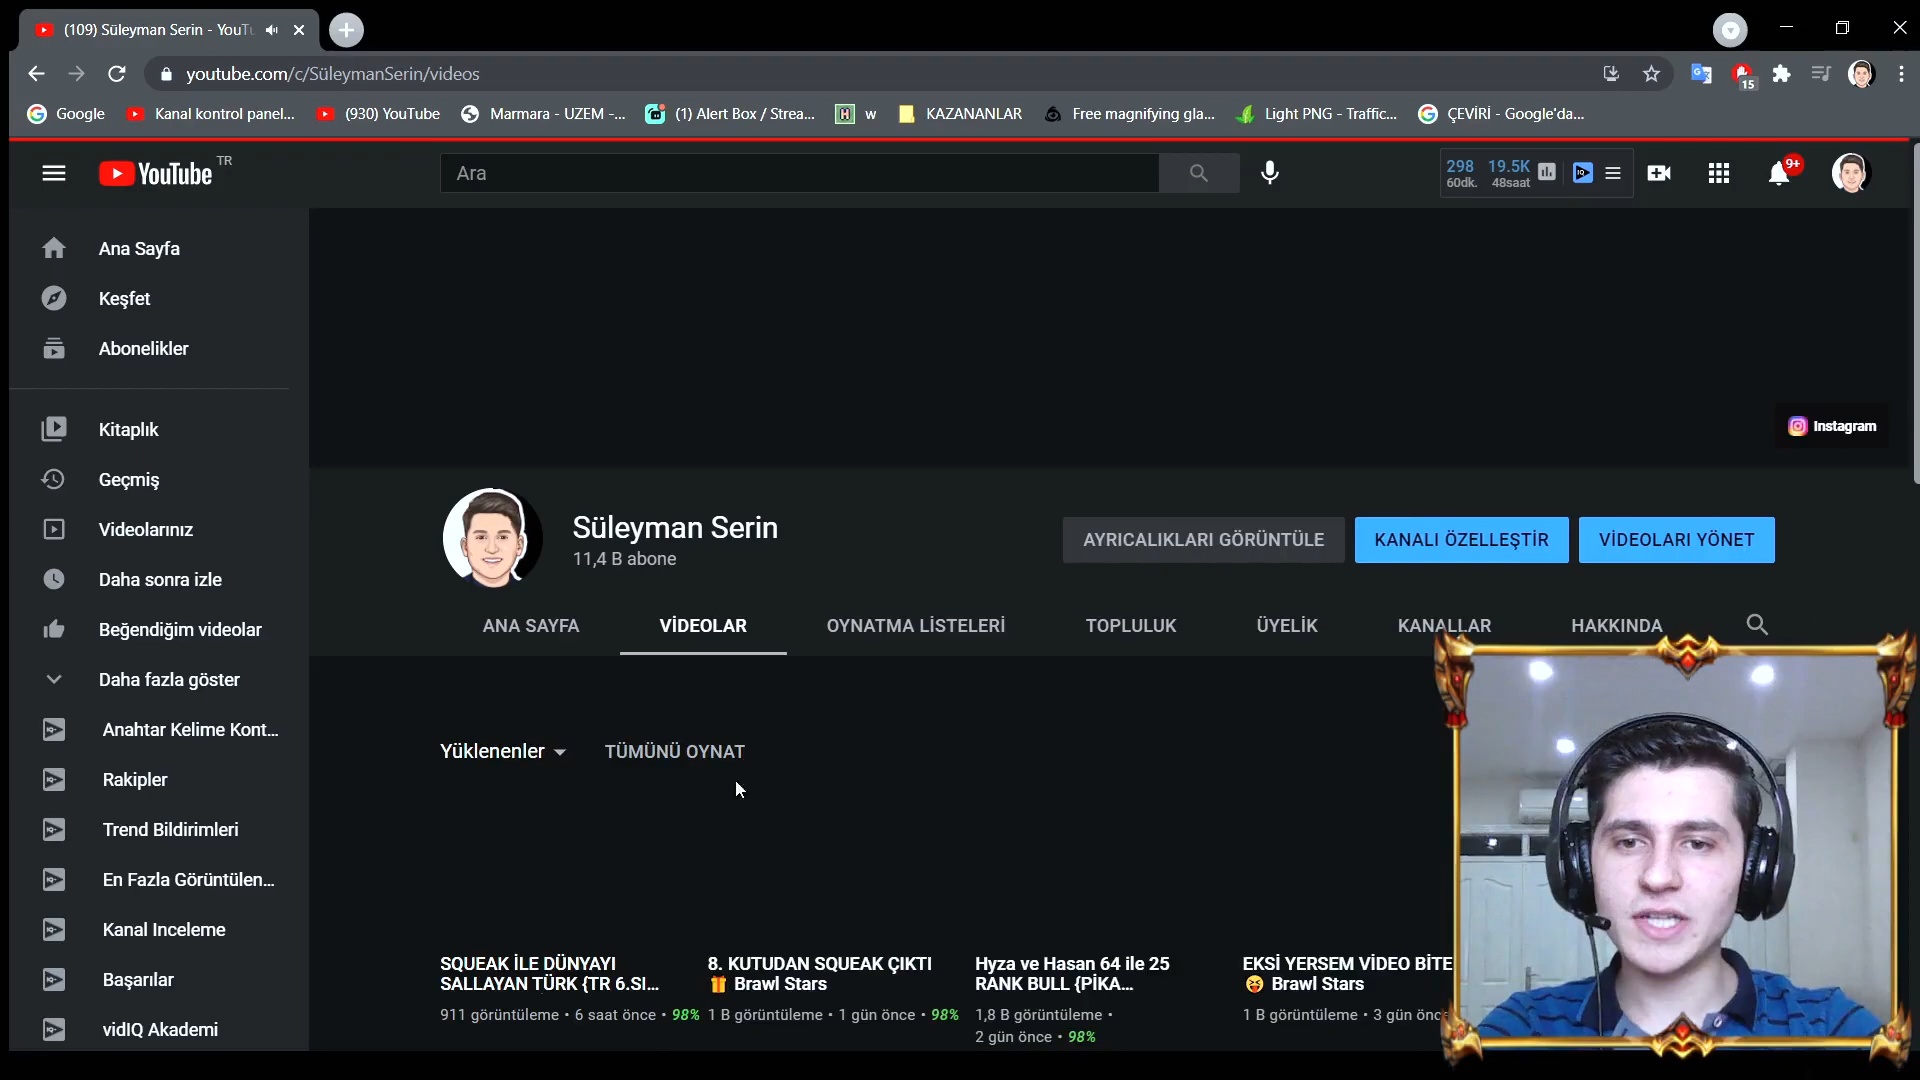 (109) Süleyman Serin - YouTu
youtube.com/c/SüleymanSerin/videos
15
Google
Kanal kontrol panel...
(930) YouTube
Marmara - UZEM -...
(1) Alert Box / Strea...
H
w
KAZANANLAR
Free magnifying gla...
Light PNG - Traffic...
ÇEVİRİ - Google'da...
YouTube TR
Ara
298 19.5K
60dk. 48saat
9+
Ana Sayfa
Keşfet
Abonelikler
Kitaplık
Geçmiş
Videolarınız
Daha sonra izle
Beğendiğim videolar
Daha fazla göster
Anahtar Kelime Kont...
Rakipler
Trend Bildirimleri
En Fazla Görüntülen...
Kanal Inceleme
Başarılar
vidIQ Akademi
Instagram
Süleyman Serin
11,4 B abone
AYRICALIKLARI GÖRÜNTÜLE
KANALI ÖZELLEŞTİR
VİDEOLARI YÖNET
ANA SAYFA
VİDEOLAR
OYNATMA LİSTELERİ
TOPLULUK
ÜYELİK
KANALLAR
HAKKINDA
Yüklenenler
TÜMÜNÜ OYNAT
SQUEAK İLE DÜNYAYI
SALLAYAN TÜRK {TR 6.SI...
911 görüntüleme • 6 saat önce • 98%
8. KUTUDAN SQUEAK ÇIKTI
🎁 Brawl Stars
1 B görüntüleme • 1 gün önce • 98%
Hyza ve Hasan 64 ile 25
RANK BULL {PİKA...
1,8 B görüntüleme •
2 gün önce • 98%
EKSİ YERSEM VİDEO BİTE
😝 Brawl Stars
1 B görüntüleme • 3 gün önce